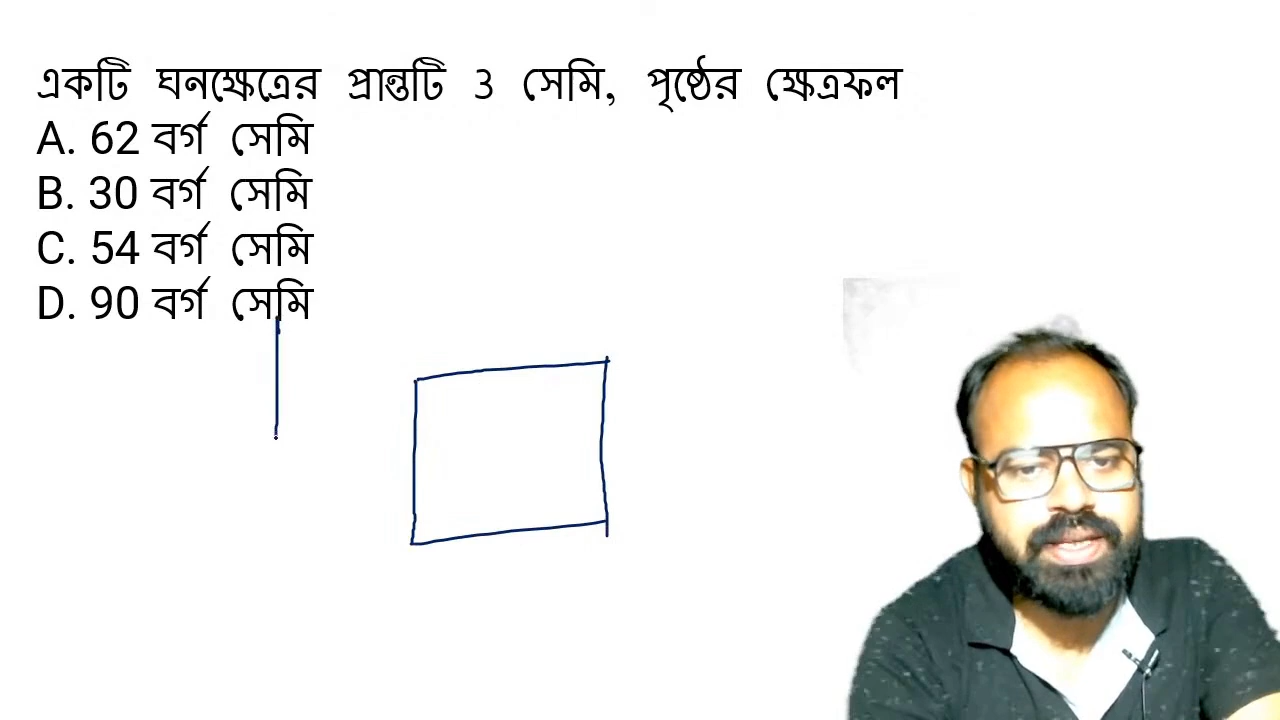 একটি ঘনক্ষেত্রের প্রান্তটি 3 সেমি, পৃষ্ঠের ক্ষেত্রফল
A. 62 বর্গ সেমি
B. 30 বর্গ সেমি
C. 54 বর্গ সেমি
D. 90 বর্গ সেমি